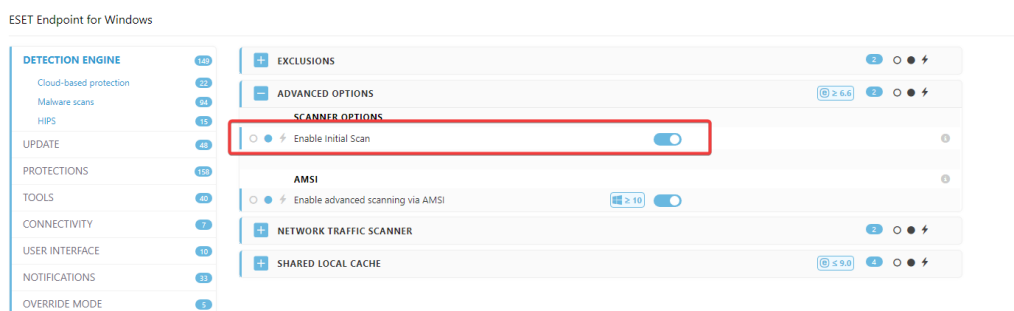 ESET Endpoint for Windows
DETECTION ENGINE 149
Cloud-based protection 22
Malware scans 94
HIPS 15
UPDATE 48
PROTECTIONS 158
TOOLS 40
CONNECTIVITY 7
USER INTERFACE 10
NOTIFICATIONS 33
OVERRIDE MODE 5
EXCLUSIONS 2
ADVANCED OPTIONS ≥ 6.6 2
SCANNER OPTIONS
Enable Initial Scan
AMSI
Enable advanced scanning via AMSI ≥ 10
NETWORK TRAFFIC SCANNER 2
SHARED LOCAL CACHE ≤ 9.0 4